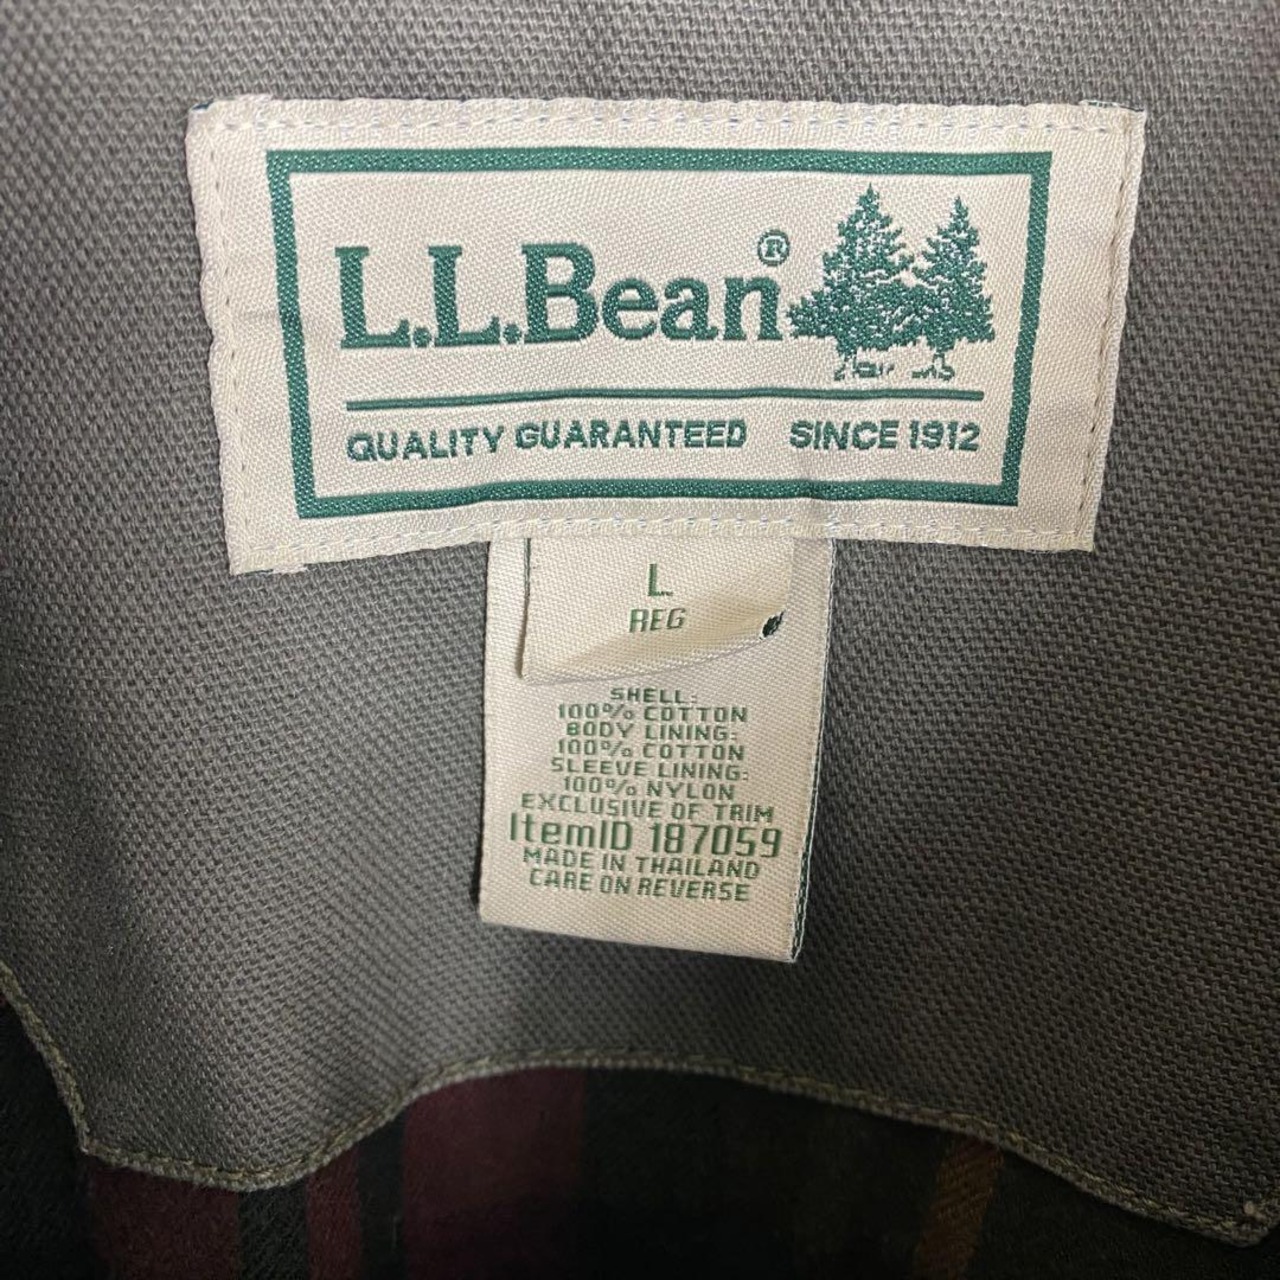 L.L.Bean®
QUALITY GUARANTEED SINCE 1912
L
REG
SHELL:
100% COTTON
BODY LINING:
100% COTTON
SLEEVE LINING:
100% NYLON
EXCLUSIVE OF TRIM
ItemID 187059
MADE IN THAILAND
CARE ON REVERSE